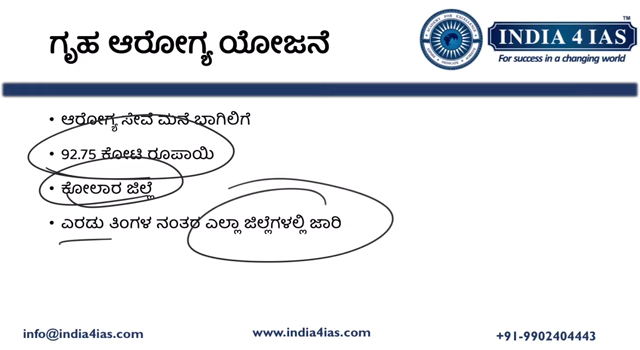 ಗೃಹ ಆರೋಗ್ಯ ಯೋಜನೆ
INDIA 4 IAS
TM
For success in a changing world
• ಆರೋಗ್ಯ ಸೇವೆ ಮನೆ ಬಾಗಿಲಿಗೆ
• 92.75 ಕೋಟಿ ರೂಪಾಯಿ
• ಕೋಲಾರ ಜಿಲ್ಲೆ
• ಎರಡು ತಿಂಗಳ ನಂತರ ಎಲ್ಲಾ ಜಿಲ್ಲೆಗಳಲ್ಲಿ ಜಾರಿ
info@india4ias.com
www.india4ias.com
+91-9902404443